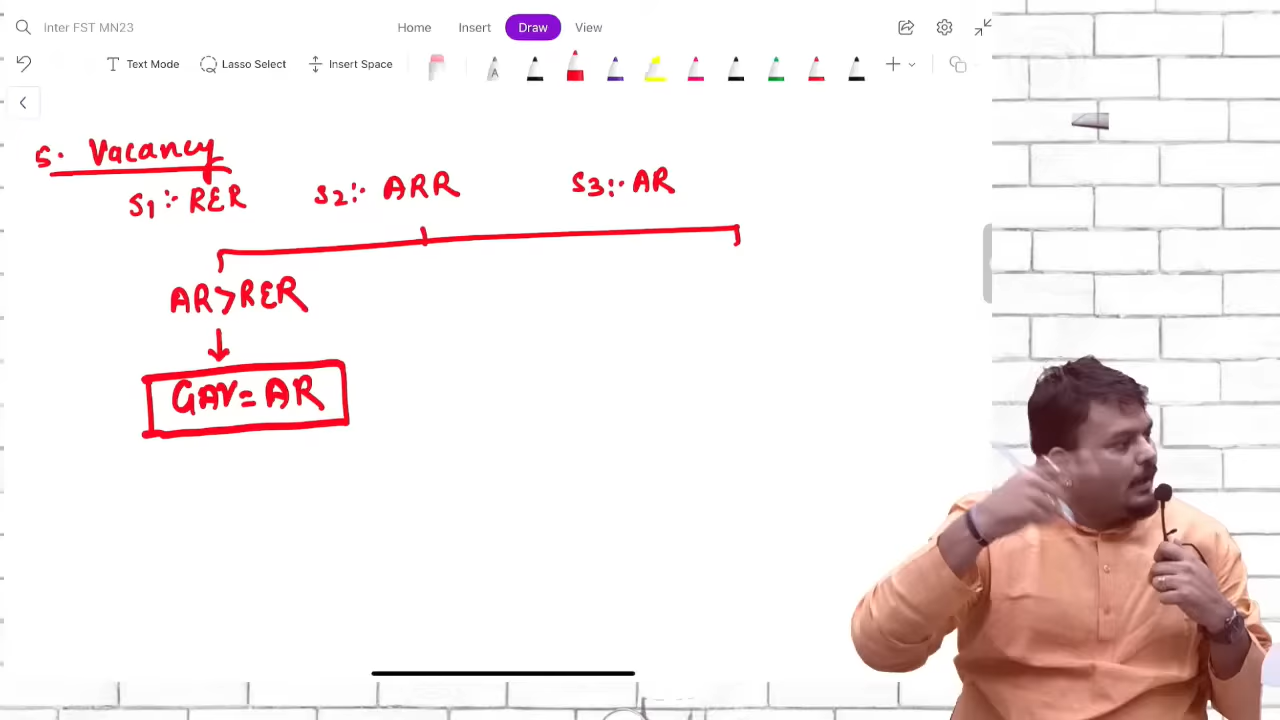 Inter FST MN23
Home Insert Draw View
Text Mode Lasso Select Insert Space
5. Vacancy
S1:- RER S2:- ARR S3:- AR
AR>RER
GAV= AR